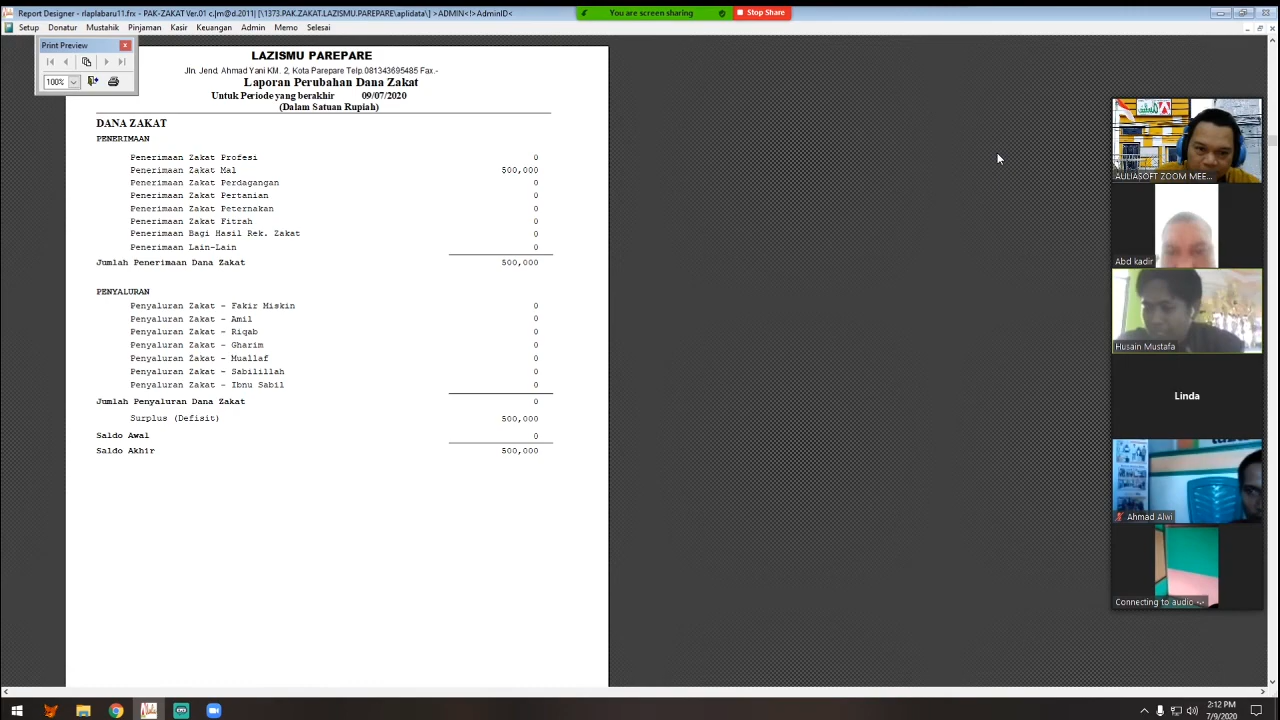 Report Designer - rlaplabaru11.frx - PAK-ZAKAT Ver.01 c.|m@d.2011| [\1373.PAK.ZAKAT.LAZISMU.PAREPARE\aplidata\] >ADMIN<!>AdminID<
You are screen sharing
Stop Share
Setup Donatur Mustahik Pinjaman Kasir Keuangan Admin Memo Selesai
Print Preview
100%
LAZISMU PAREPARE
Jln. Jend. Ahmad Yani KM. 2, Kota Parepare Telp.081343695485 Fax.-
Laporan Perubahan Dana Zakat
Untuk Periode yang berakhir 09/07/2020
(Dalam Satuan Rupiah)
DANA ZAKAT
PENERIMAAN
Penerimaan Zakat Profesi 0
Penerimaan Zakat Mal 500,000
Penerimaan Zakat Perdagangan 0
Penerimaan Zakat Pertanian 0
Penerimaan Zakat Peternakan 0
Penerimaan Zakat Fitrah 0
Penerimaan Bagi Hasil Rek. Zakat 0
Penerimaan Lain-Lain 0
Jumlah Penerimaan Dana Zakat 500,000
PENYALURAN
Penyaluran Zakat - Fakir Miskin 0
Penyaluran Zakat - Amil 0
Penyaluran Zakat - Riqab 0
Penyaluran Zakat - Gharim 0
Penyaluran Zakat - Muallaf 0
Penyaluran Zakat - Sabilillah 0
Penyaluran Zakat - Ibnu Sabil 0
Jumlah Penyaluran Dana Zakat 0
Surplus (Defisit) 500,000
Saldo Awal 0
Saldo Akhir 500,000
AULIASOFT ZOOM MEE...
Abd kadir
Husain Mustafa
Linda
Ahmad Alwi
Connecting to audio
2:12 PM
7/9/2020